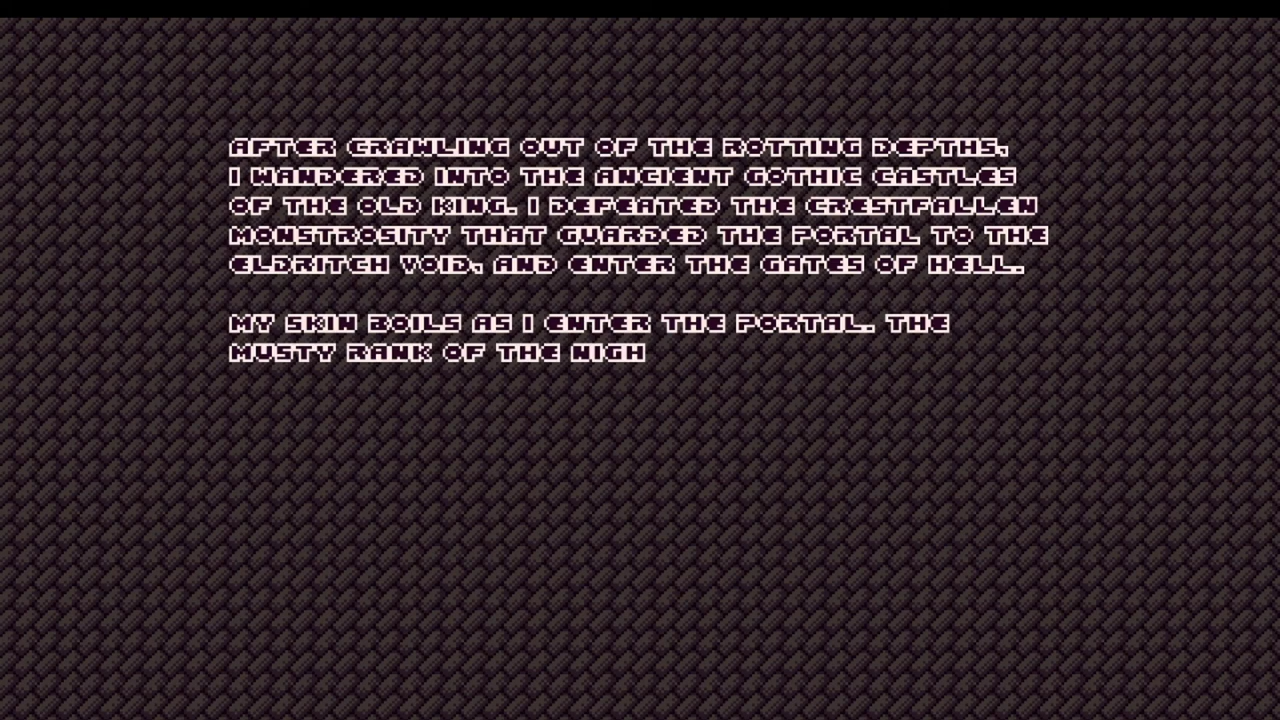 AFTER CRAWLING OUT OF THE ROTTING DEPTHS,
I WANDERED INTO THE ANCIENT GOTHIC CASTLES
OF THE OLD KING. I DEFEATED THE CRESTFALLEN
MONSTROSITY THAT GUARDED THE PORTAL TO THE
ELDRITCH VOID, AND ENTER THE GATES OF HELL.
MY SKIN BOILS AS I ENTER THE PORTAL. THE
MUSTY RANK OF THE NIGH